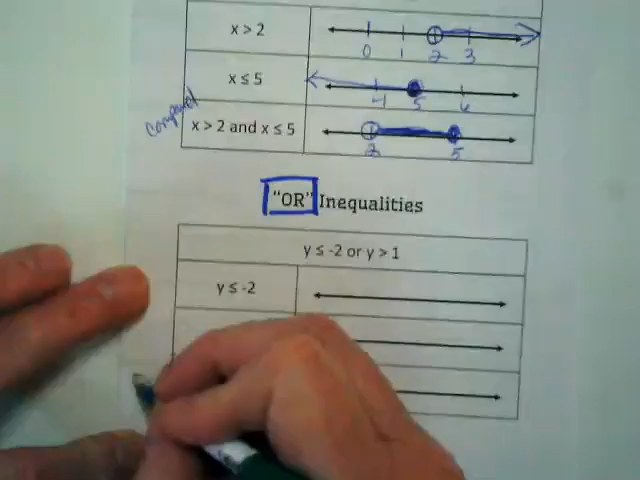 x > 2
0 1 2 3
x ≤ 5
4 5 6
compound
x > 2 and x ≤ 5
2 5
"OR" Inequalities
y ≤ -2 or y > 1
y ≤ -2